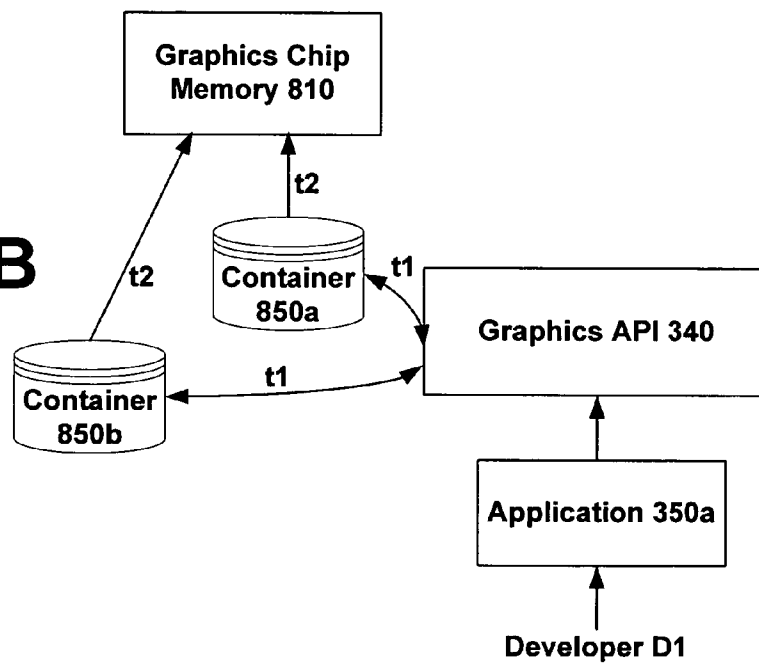 Graphics Chip
Memory 810
t2
t2
B
Container
850a
t1
Graphics API 340
t1
Container
850b
Application 350a
Developer D1